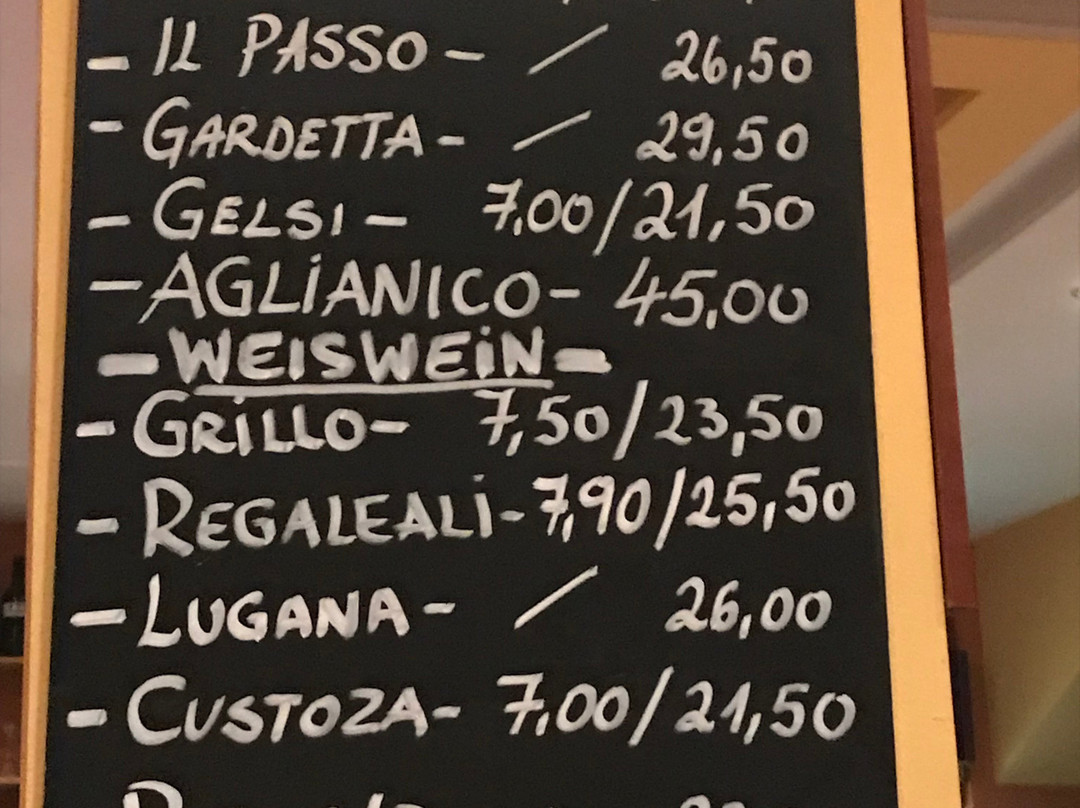 - IL PASSO - / 26,50
- GARDETTA - / 29,50
- GELSI - 7,00/21,50
- AGLIANICO - 45,00
- WEISWEIN -
- GRILLO - 7,50/23,50
- REGALEALI - 7,90/25,50
- LUGANA - / 26,00
- CUSTOZA - 7,00/21,50